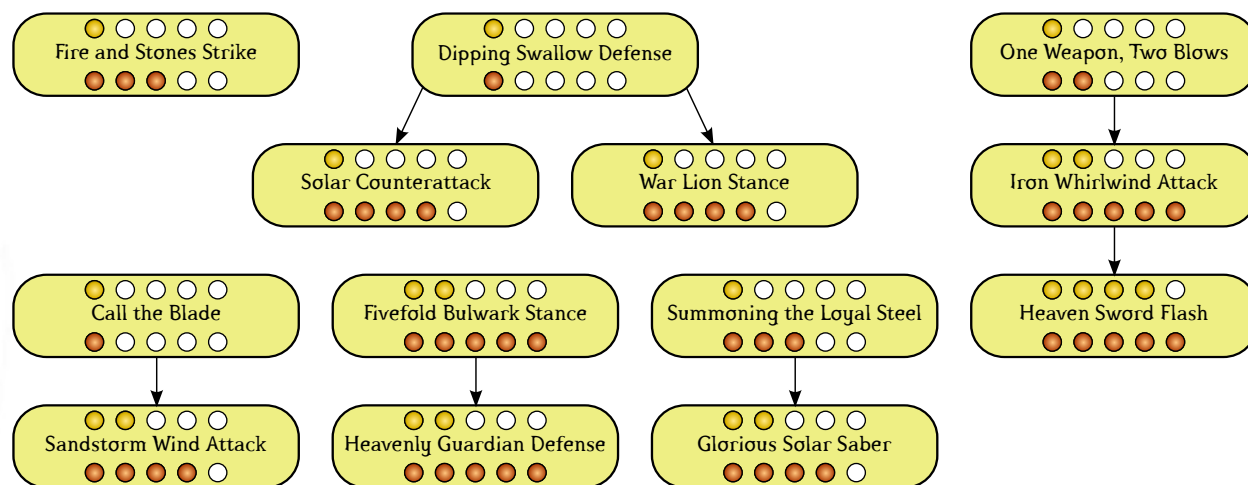 Fire and Stones Strike
Dipping Swallow Defense
One Weapon, Two Blows
Solar Counterattack
War Lion Stance
Iron Whirlwind Attack
Call the Blade
Fivefold Bulwark Stance
Summoning the Loyal Steel
Heaven Sword Flash
Sandstorm Wind Attack
Heavenly Guardian Defense
Glorious Solar Saber